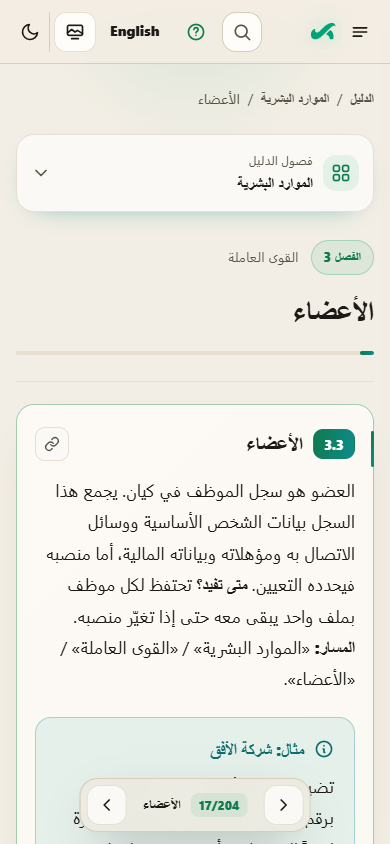 English
الدليل / الموارد البشرية / الأعضاء
فصول الدليل
الموارد البشرية
الفصل 3 القوى العاملة
الأعضاء
3.3 الأعضاء
العضو هو سجل الموظف في كيان. يجمع هذا
السجل بيانات الشخص الأساسية ووسائل
الاتصال به ومؤهلاته وبياناته المالية، أما منصبه
فيحدده التعيين. متى تفيد؟ تحتفظ لكل موظف
بملف واحد يبقى معه حتى إذا تغيّر منصبه.
المسار: «الموارد البشرية» / «القوى العاملة» /
«الأعضاء».
مثال: شركة الأفق
17/204 الأعضاء